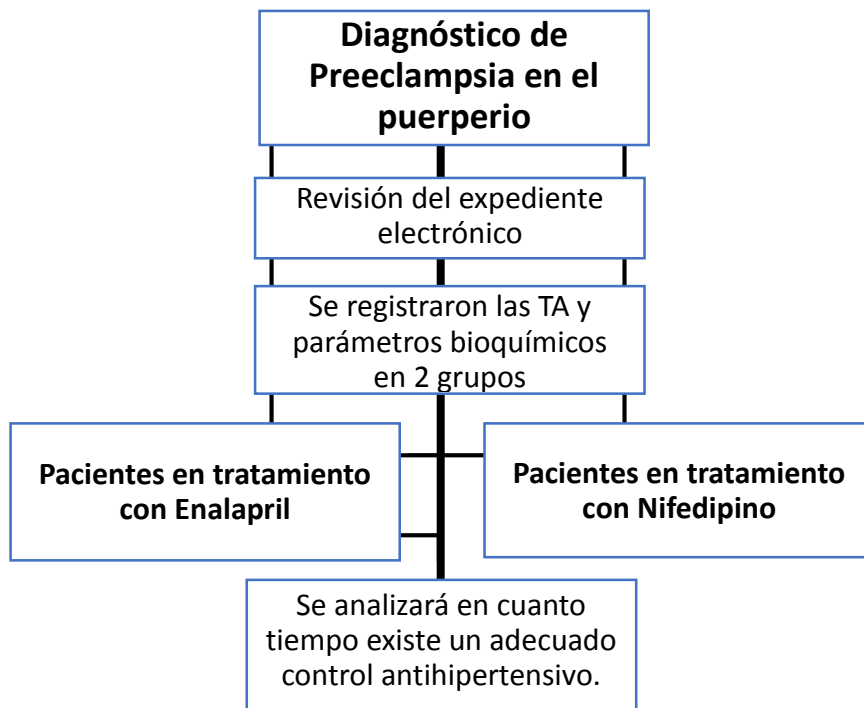 Diagnóstico de
Preeclampsia en el
puerperio
Revisión del expediente
electrónico
Se registraron las TA y
parámetros bioquímicos
en 2 grupos
Pacientes en tratamiento
con Enalapril
Pacientes en tratamiento
con Nifedipino
Se analizará en cuanto
tiempo existe un adecuado
control antihipertensivo.